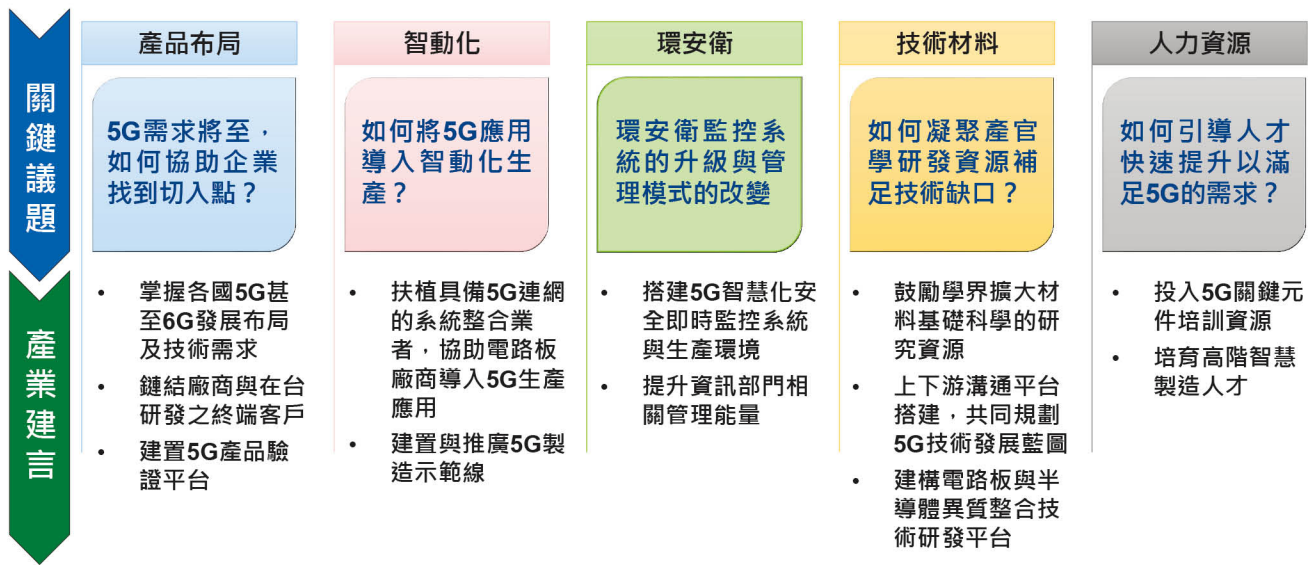 關鍵議題
產品布局
5G需求將至，
如何協助企業
找到切入點？
智動化
如何將5G應用
導入智動化生
產？
環安衛
環安衛監控系
統的升級與管
理模式的改變
技術材料
如何凝聚產官
學研發資源補
足技術缺口？
人力資源
如何引導人才
快速提升以滿
足5G的需求？
產業建言
• 掌握各國5G甚
至6G發展布局
及技術需求
• 鏈結廠商與在台
研發之終端客戶
• 建置5G產品驗
證平台
• 扶植具備5G連網
的系統整合業
者，協助電路板
廠商導入5G生產
應用
• 建置與推廣5G製
造示範線
• 搭建5G智慧化安
全即時監控系統
與生產環境
• 提升資訊部門相
關管理能量
• 鼓勵學界擴大材
料基礎科學的研
究資源
• 上下游溝通平台
搭建，共同規劃
5G技術發展藍圖
• 建構電路板與半
導體異質整合技
術研發平台
• 投入5G關鍵元
件培訓資源
• 培育高階智慧
製造人才